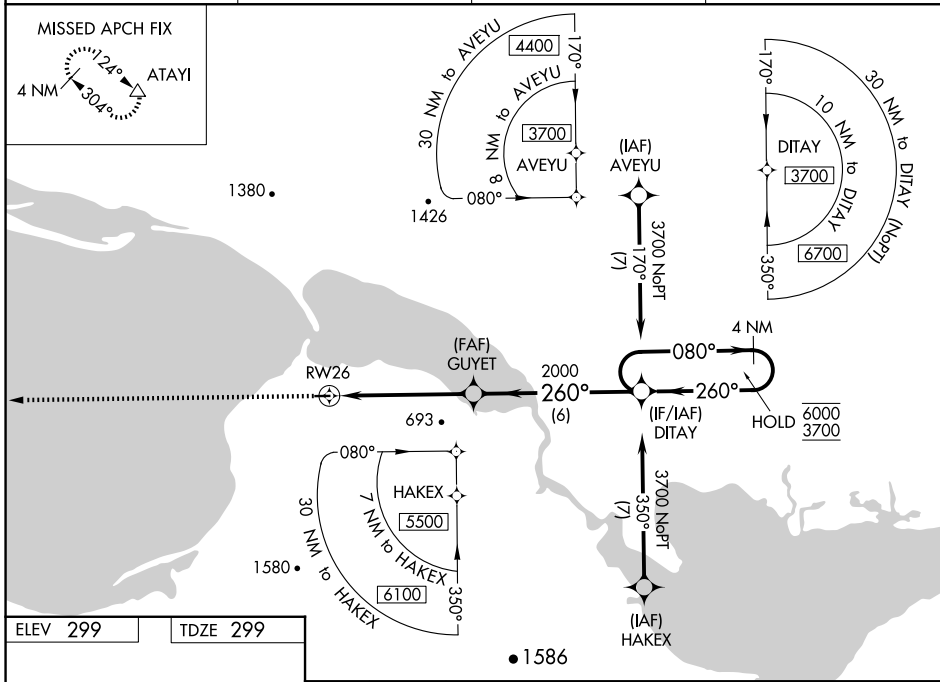 MISSED APCH FIX
124°
ATAYI
4 NM
304°
30 NM to AVEYU
4400
170°
8 NM to AVEYU
3700
AVEYU
080°
170°
30 NM to DITAY (NoPT)
10 NM to DITAY
DITAY
3700
6700
350°
(IAF)
AVEYU
1380
1426
3700 NoPT
170°
(7)
4 NM
080°
(FAF)
GUYET
2000
260°
(6)
260°
RW26
(IF/IAF)
DITAY
HOLD
6000
3700
693
080°
HAKEX
5500
7 NM to HAKEX
30 NM to HAKEX
6100
350°
3700 NoPT
350°
(7)
1580
(IAF)
HAKEX
ELEV 299
TDZE 299
1586